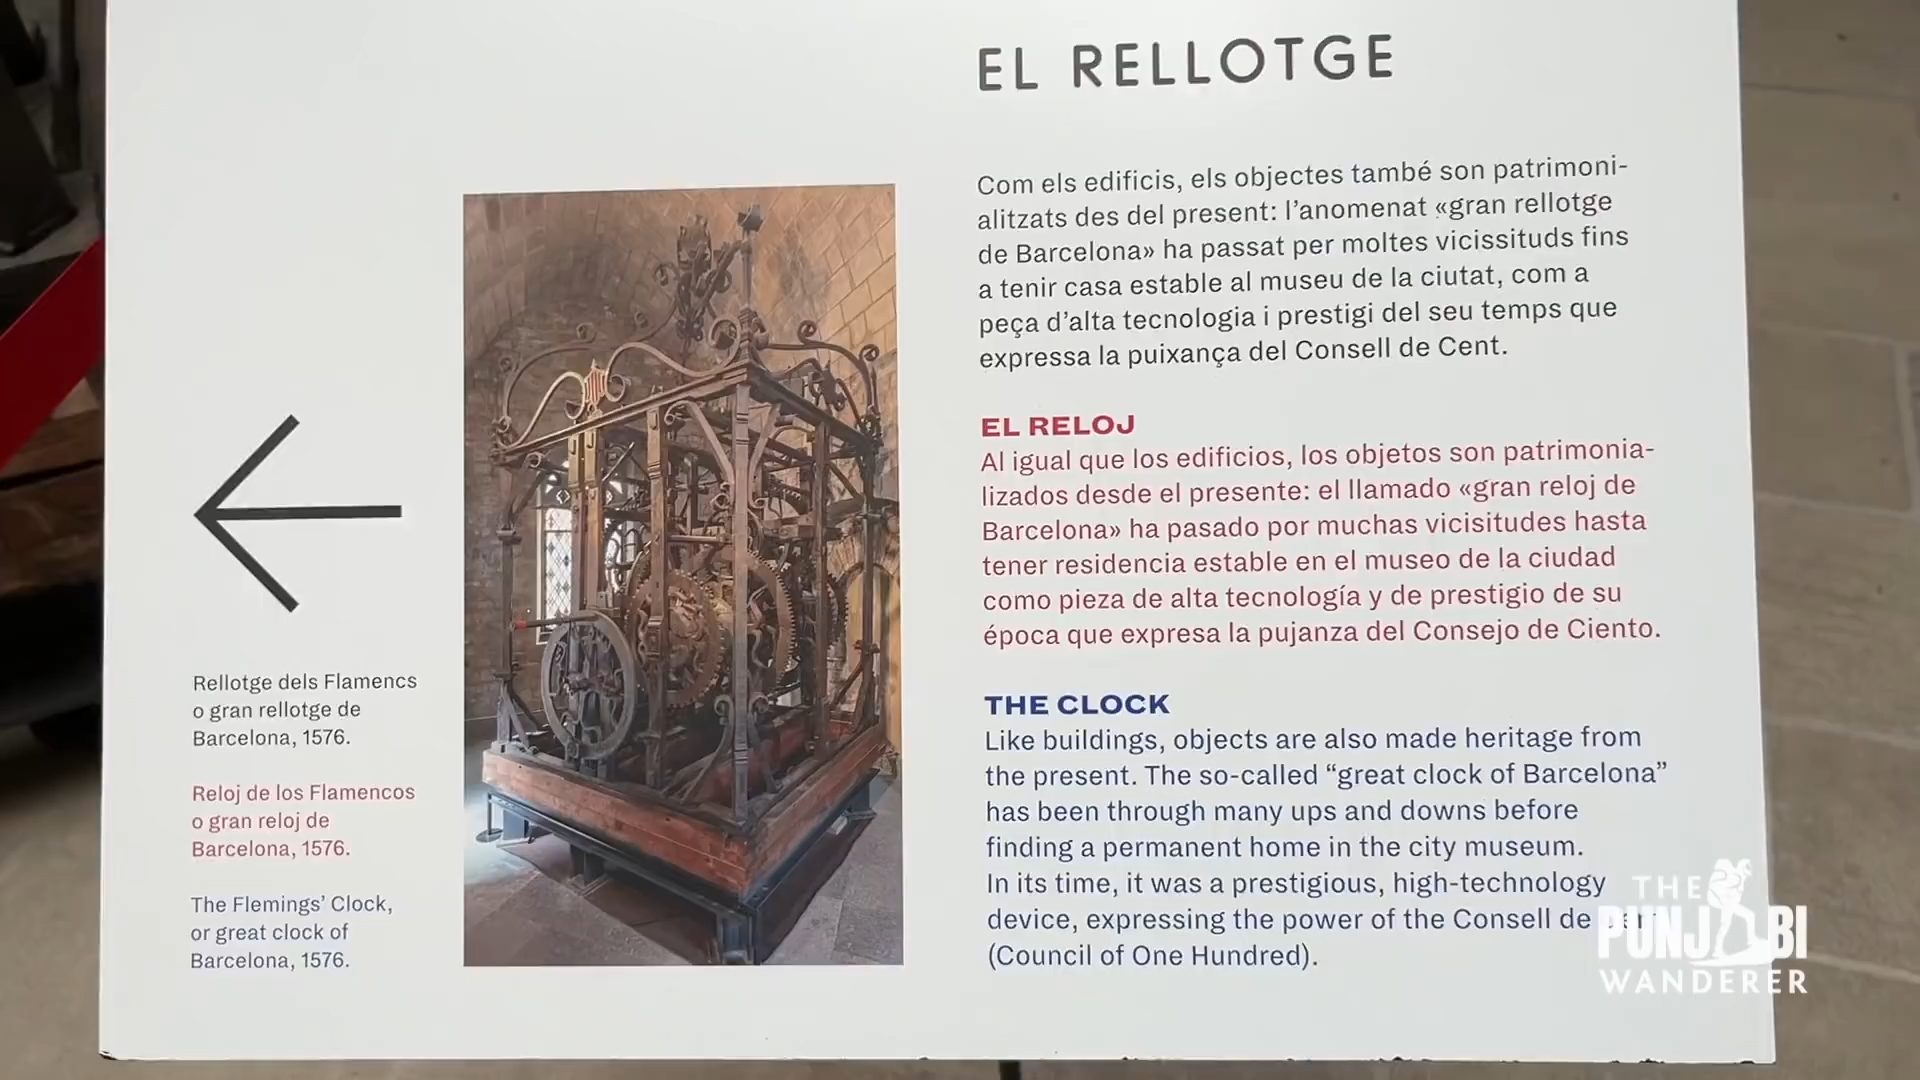 EL RELLOTGE
Com els edificis, els objectes també son patrimoni-
alitzats des del present: l’anomenat «gran rellotge
de Barcelona» ha passat per moltes vicissituds fins
a tenir casa estable al museu de la ciutat, com a
peça d’alta tecnologia i prestigi del seu temps que
expressa la puixança del Consell de Cent.
EL RELOJ
Al igual que los edificios, los objetos son patrimonia-
lizados desde el presente: el llamado «gran reloj de
Barcelona» ha pasado por muchas vicisitudes hasta
tener residencia estable en el museo de la ciudad
como pieza de alta tecnología y de prestigio de su
época que expresa la pujanza del Consejo de Ciento.
THE CLOCK
Like buildings, objects are also made heritage from
the present. The so-called “great clock of Barcelona”
has been through many ups and downs before
finding a permanent home in the city museum.
In its time, it was a prestigious, high-technology
device, expressing the power of the Consell de
(Council of One Hundred).
Rellotge dels Flamencs
o gran rellotge de
Barcelona, 1576.
Reloj de los Flamencos
o gran reloj de
Barcelona, 1576.
The Flemings’ Clock,
or great clock of
Barcelona, 1576.
THE
PUNJABI
WANDERER